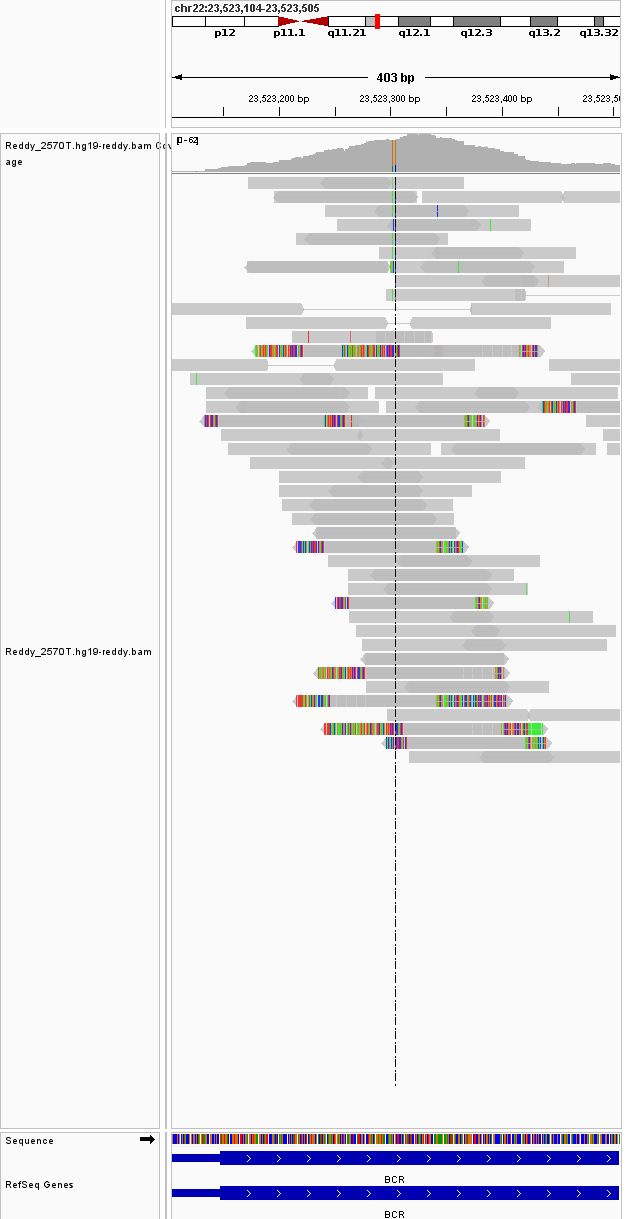 chr22:23,523,104-23,523,505
p12 p11.1 q11.21 q12.1 q12.3 q13.2 q13.32
403 bp
23,523,200 bp 23,523,300 bp 23,523,400 bp 23,523,5
Reddy_2570T.hg19-reddy.bam Cov
age
[0-62]
Reddy_2570T.hg19-reddy.bam
Sequence
RefSeq Genes
BCR
BCR